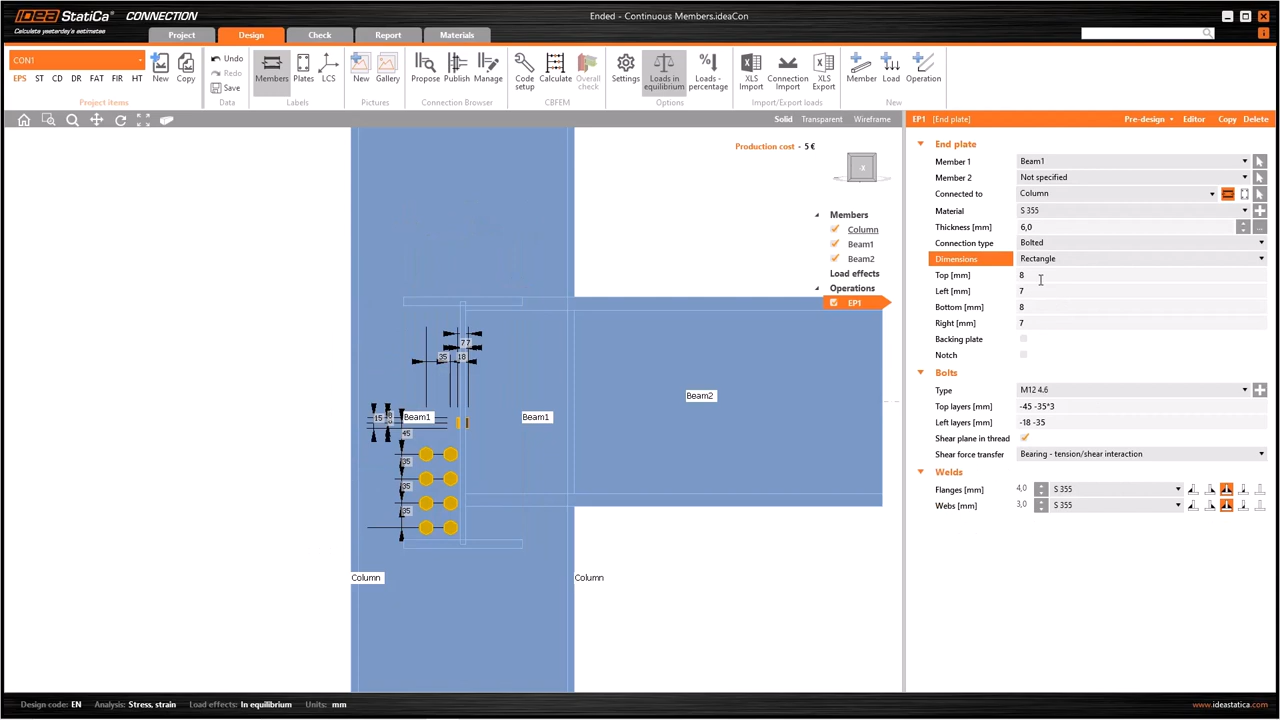 IDEA StatiCa® CONNECTION
Calculate yesterday's estimates
Ended - Continuous Members.ideaCon
Project Design Check Report Materials
CON1
EPS ST CD DR FAT FIR HT
New Copy
Undo
Redo
Save
Members Plates LCS
New Gallery
Propose Publish Manage
Code setup Calculate Overall check
Settings Loads in equilibrium Loads - percentage
XLS Import Connection Import XLS Export
Member Load Operation
Project items Data Labels Pictures Connection Browser CBFEM Options Import/Export loads New
Solid Transparent Wireframe
EP1 [End plate] Pre-design Editor Copy Delete
Production cost - 5 €
-X
Members
Column
Beam1
Beam2
Load effects
Operations
EP1
77
35 18
15
Beam1
Beam1
Beam2
45
35
35
35
Column
Column
End plate
Member 1 Beam1
Member 2 Not specified
Connected to Column
Material S 355
Thickness [mm] 6,0
Connection type Bolted
Dimensions Rectangle
Top [mm] 8
Left [mm] 7
Bottom [mm] 8
Right [mm] 7
Backing plate
Notch
Bolts
Type M12 4.6
Top layers [mm] -45 -35*3
Left layers [mm] -18 -35
Shear plane in thread
Shear force transfer Bearing - tension/shear interaction
Welds
Flanges [mm] 4,0 S 355
Webs [mm] 3,0 S 355
Design code: EN Analysis: Stress, strain Load effects: In equilibrium Units: mm
www.ideastatica.com